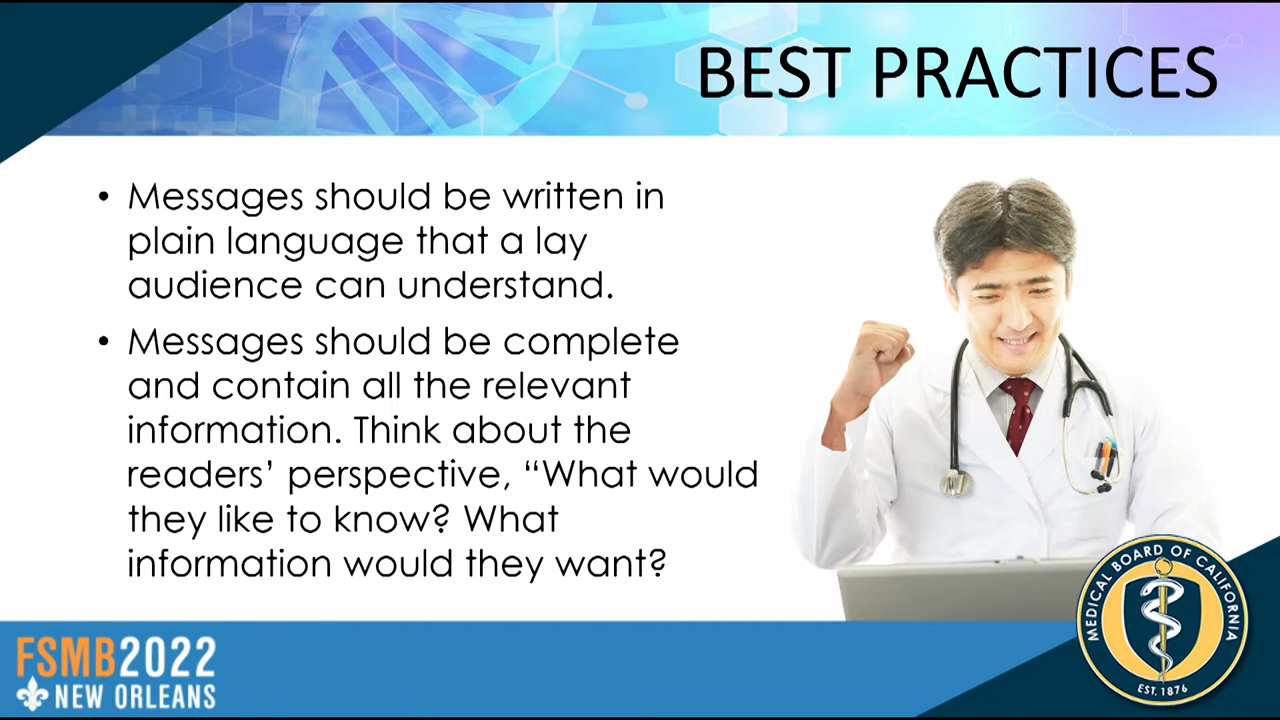 BEST PRACTICES
• Messages should be written in
plain language that a lay
audience can understand.
• Messages should be complete
and contain all the relevant
information. Think about the
readers’ perspective, “What would
they like to know? What
information would they want?
MEDICAL BOARD OF CALIFORNIA
EST. 1876
FSMB2022
NEW ORLEANS